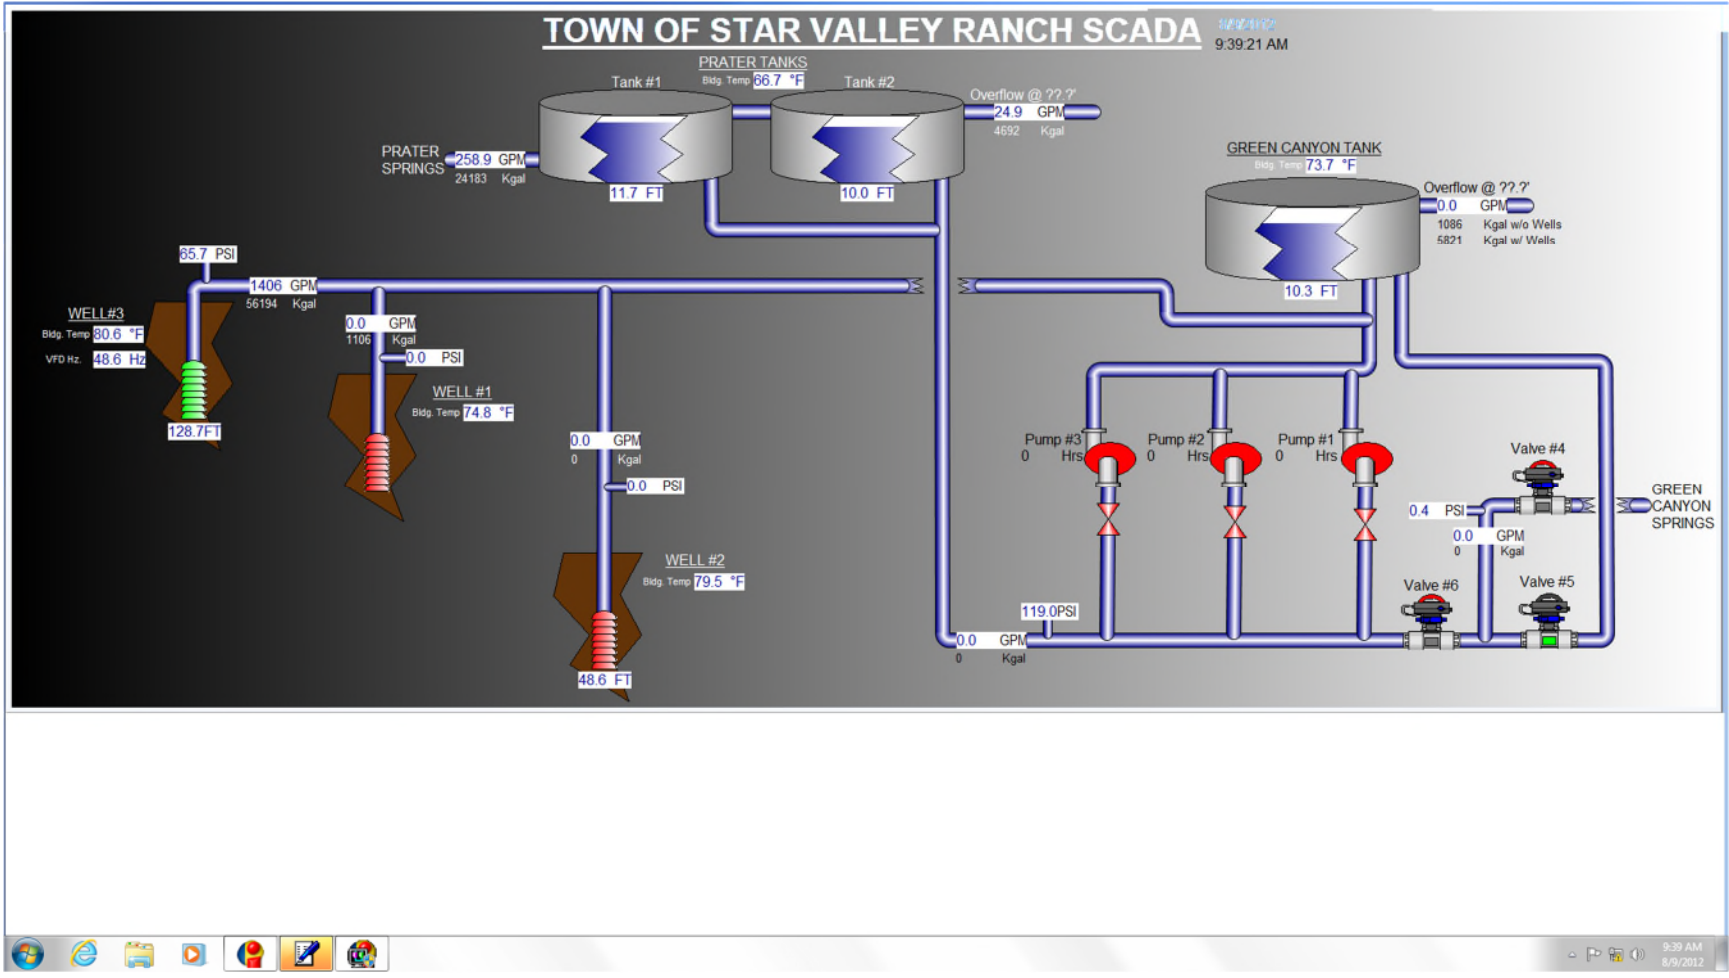 TOWN OF STAR VALLEY RANCH SCADA
9:39:21 AM
PRATER TANKS
Bldg. Temp 66.7 °F
Tank #1
Tank #2
Overflow @ ??.?'
24.9 GPM
4692 Kgal
PRATER
SPRINGS
258.9 GPM
24183 Kgal
11.7 FT
10.0 FT
GREEN CANYON TANK
Bldg. Temp 73.7 °F
Overflow @ ??.?'
0.0 GPM
1086 Kgal w/o Wells
5821 Kgal w/ Wells
10.3 FT
65.7 PSI
1406 GPM
56194 Kgal
WELL#3
Bldg. Temp 80.6 °F
VFD Hz. 48.6 Hz
128.7FT
0.0 GPM
1106 Kgal
0.0 PSI
WELL #1
Bldg. Temp 74.8 °F
0.0 GPM
0 Kgal
0.0 PSI
WELL #2
Bldg. Temp 79.5 °F
48.6 FT
Pump #3
0 Hrs
Pump #2
0 Hrs
Pump #1
0 Hrs
Valve #4
GREEN
CANYON
SPRINGS
0.4 PSI
0.0 GPM
0 Kgal
Valve #6
Valve #5
119.0PSI
0.0 GPM
0 Kgal
9:39 AM
8/9/2012